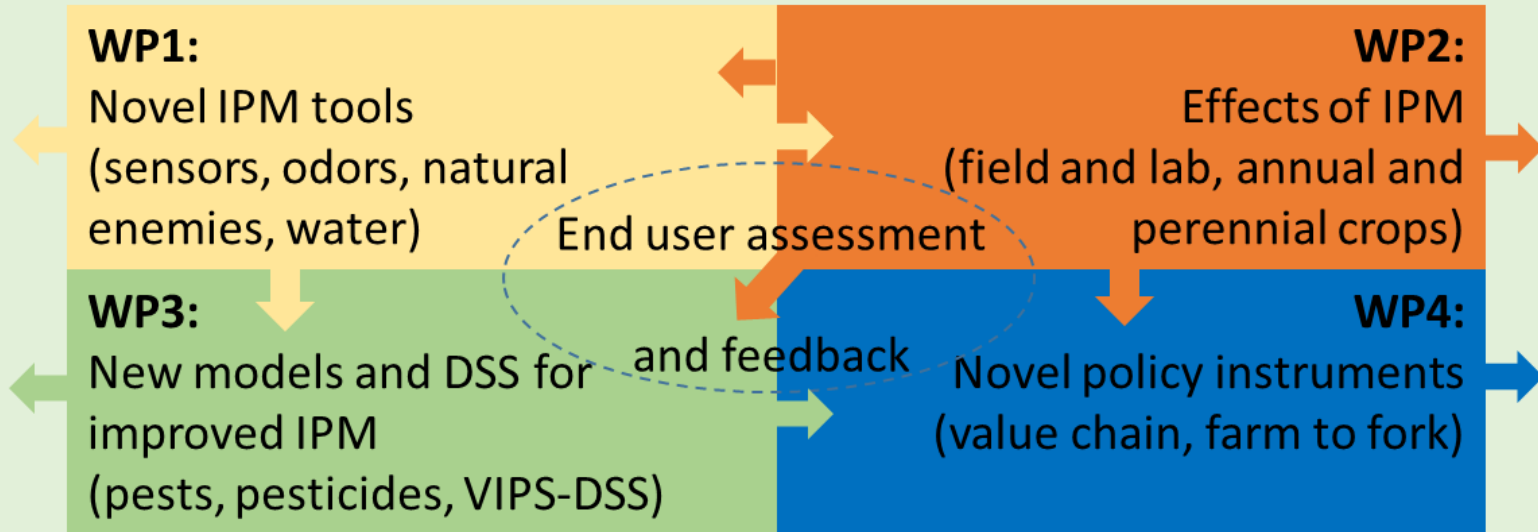 WP1:
Novel IPM tools
(sensors, odors, natural
enemies, water)
WP2:
Effects of IPM
(field and lab, annual and
perennial crops)
End user assessment
and feedback
WP3:
New models and DSS for
improved IPM
(pests, pesticides, VIPS-DSS)
WP4:
Novel policy instruments
(value chain, farm to fork)